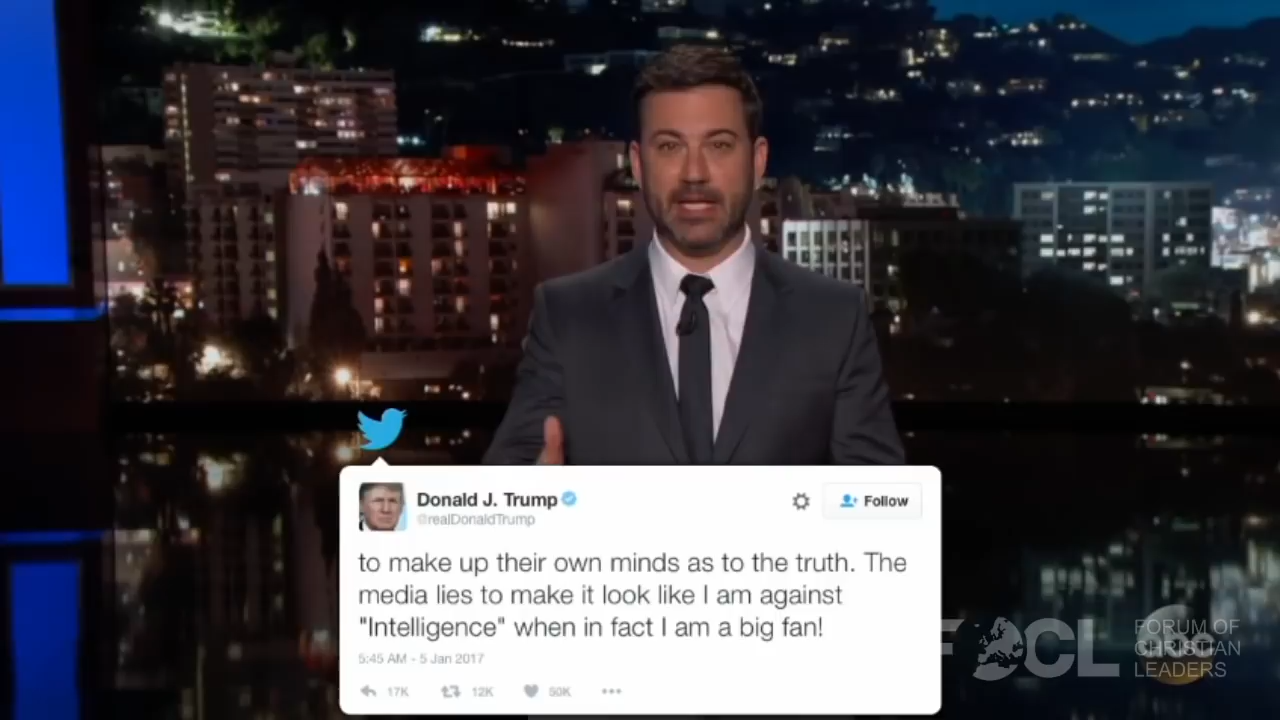 Donald J. Trump
@realDonaldTrump
Follow
to make up their own minds as to the truth. The
media lies to make it look like I am against
"Intelligence" when in fact I am a big fan!
5:45 AM - 5 Jan 2017
17K 12K 50K
FOCL
FORUM OF
CHRISTIAN
LEADERS
abc